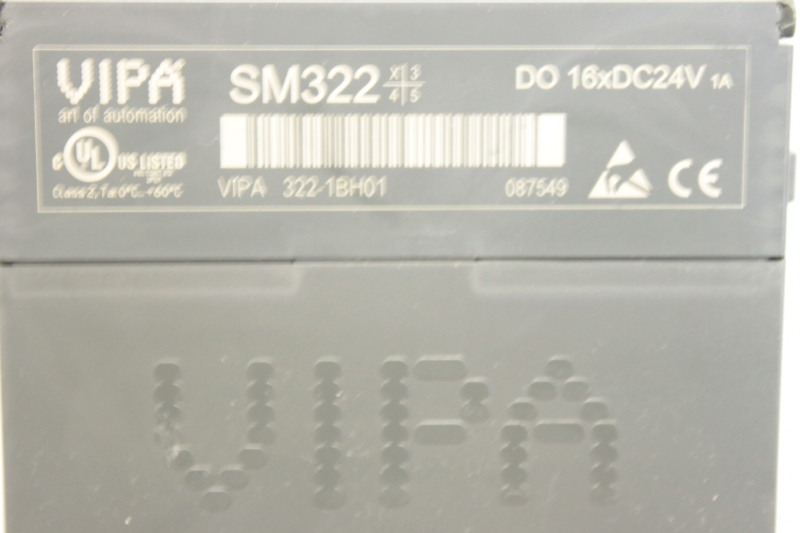 VIPA
art of automation
SM322
X 3
4 5
DO 16xDC24V 1A
C UL US LISTED
Class 2, Ta 0°C...+60°C
VIPA 322-1BH01
087549
CE
VIPA